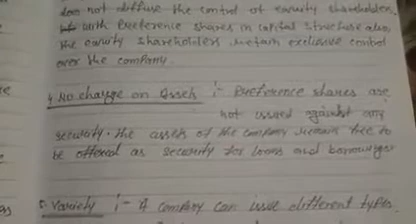 does not diffuse the control of equity shareholders.
with Preference shares in capital structure also
the equity shareholders retain exclusive control
over the company.
4. No charge on Assets :- Preference shares are
not issued against any
security. the assets of the company remain free to
be offered as security for loans and borrowings
5. Variety :- A company can issue different types